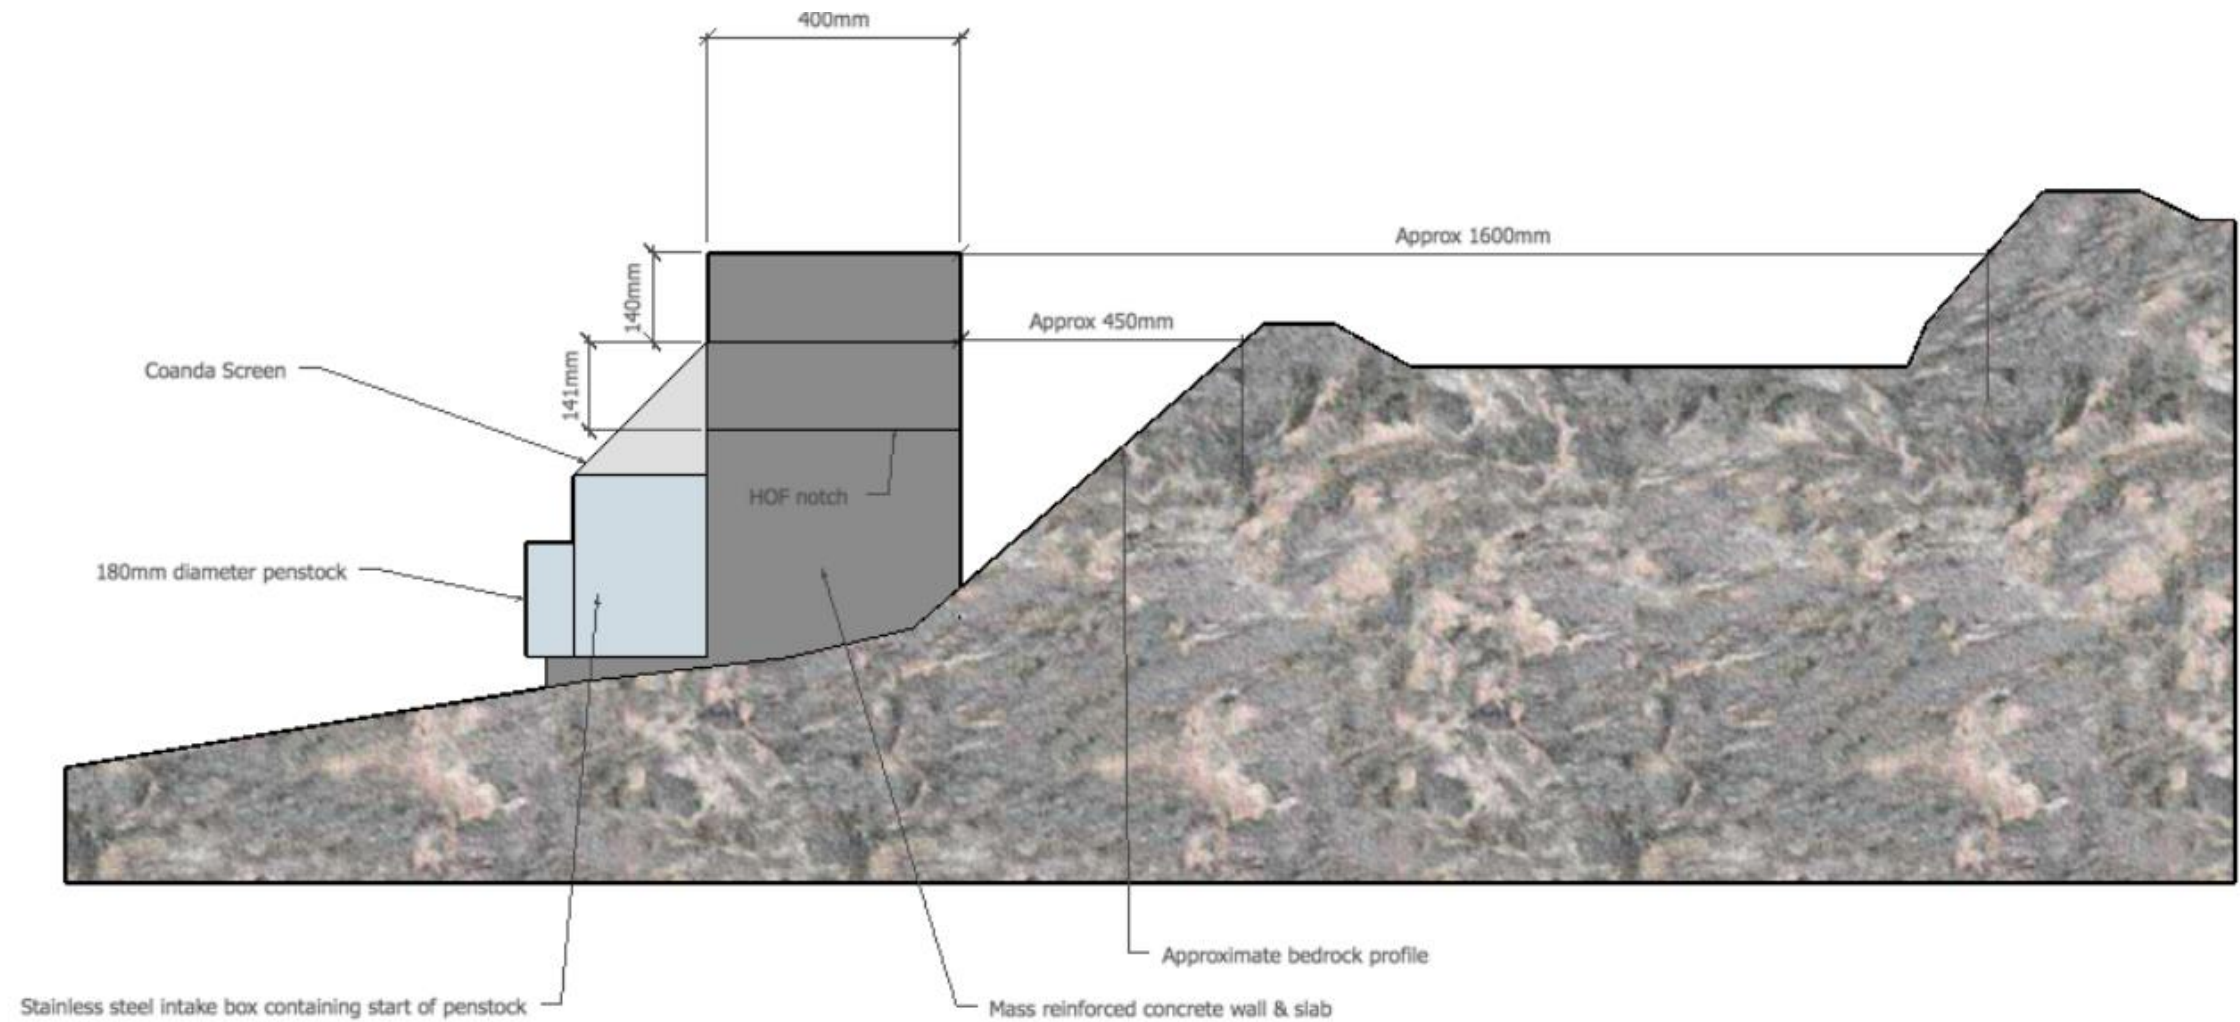 400mm
Approx 1600mm
140mm
Approx 450mm
141mm
Coanda Screen
HOF notch
180mm diameter penstock
Approximate bedrock profile
Stainless steel intake box containing start of penstock
Mass reinforced concrete wall & slab